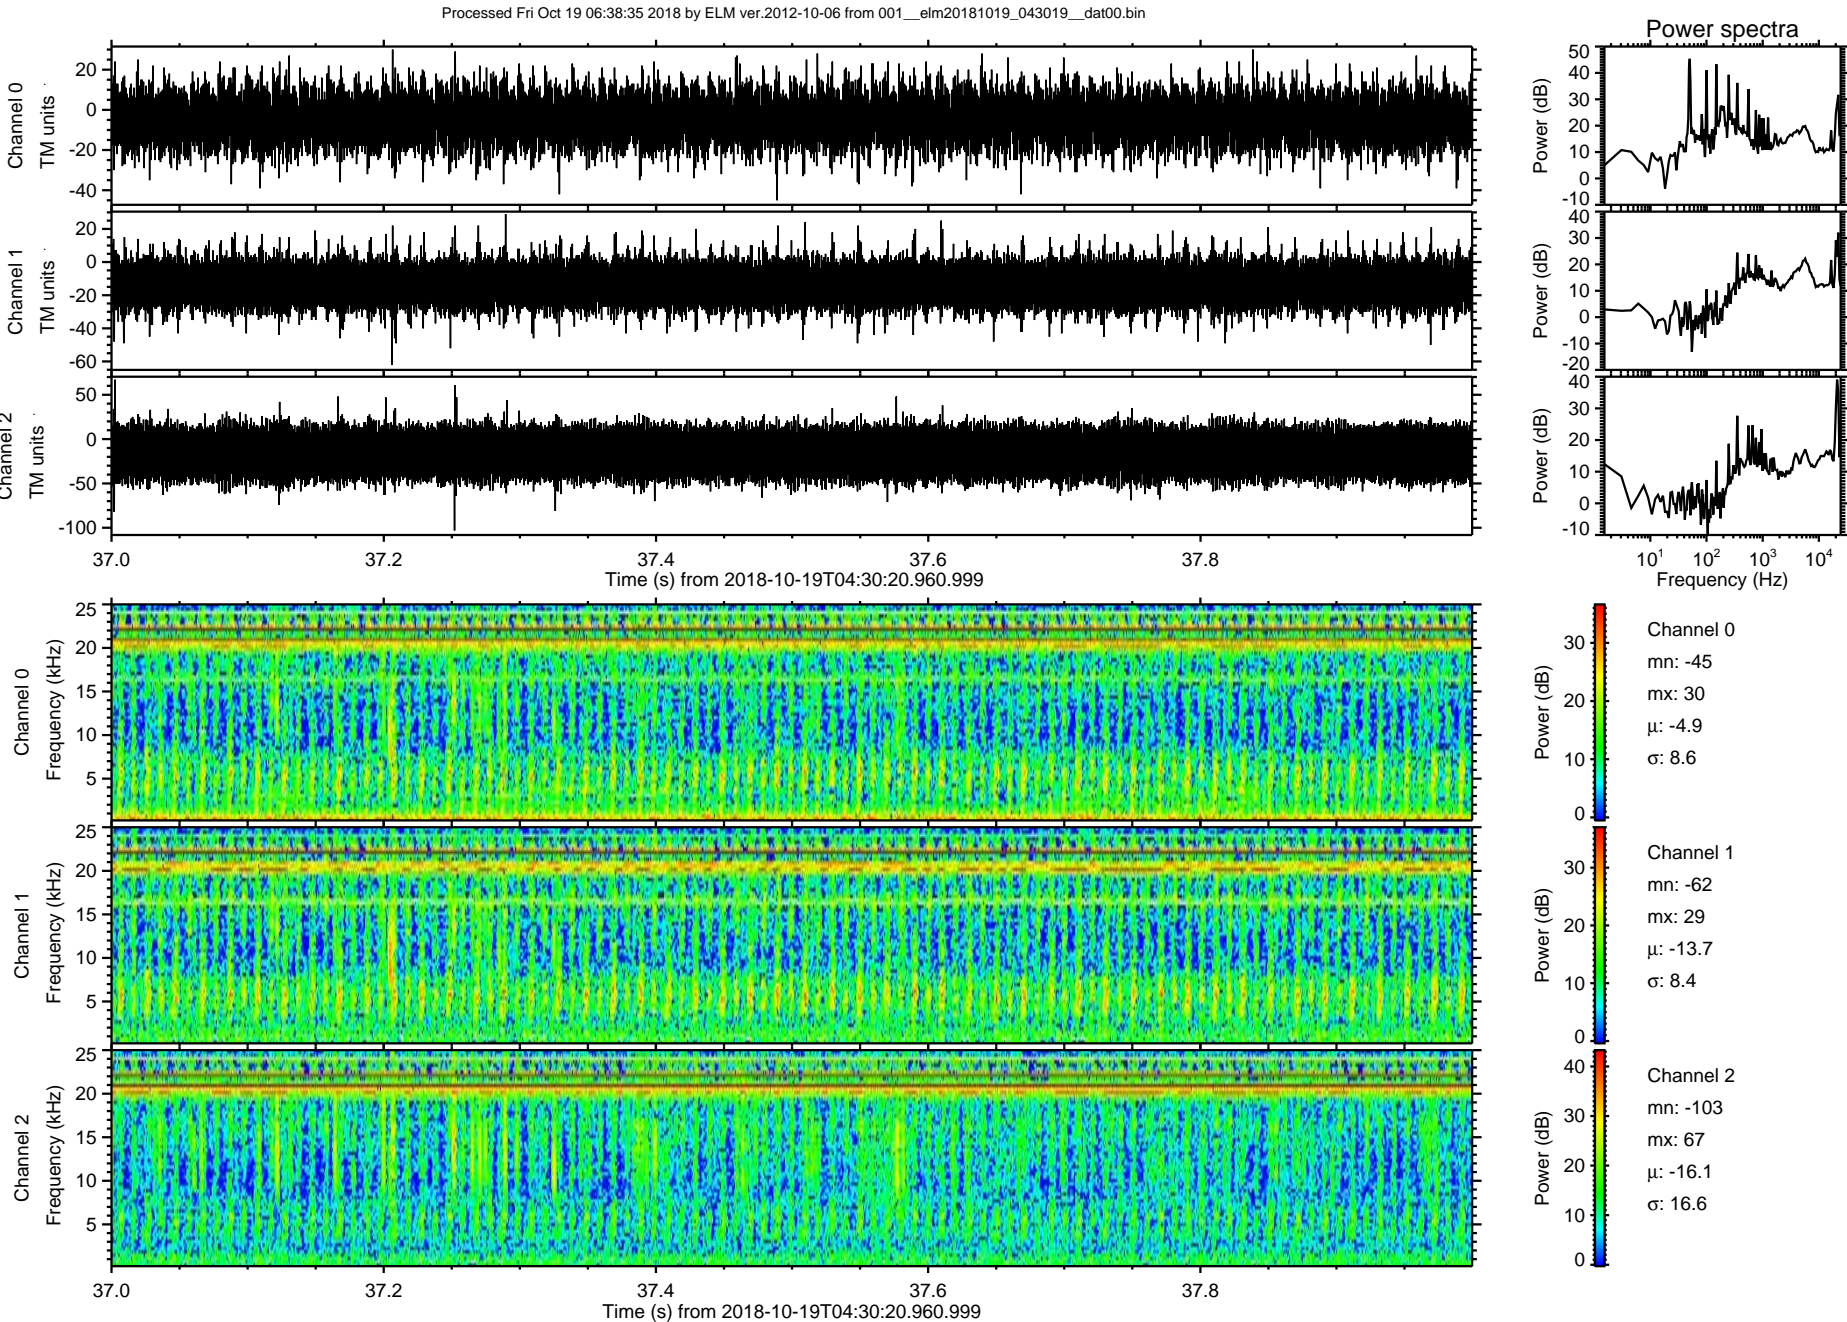 Processed Fri Oct 19 06:38:35 2018 by ELM ver.2012-10-06 from 001__elm20181019_043019__dat00.bin
Power spectra
Channel 0
TM units
20
0
-20
-40
Power (dB)
50
40
30
20
10
0
-10
Channel 1
TM units
20
0
-20
-40
-60
Power (dB)
40
30
20
10
0
-10
-20
Channel 2
TM units
50
0
-50
-100
Power (dB)
40
30
20
10
0
-10
37.0 37.2 37.4 37.6 37.8
Time (s) from 2018-10-19T04:30:20.960.999
10¹ 10² 10³ 10⁴
Frequency (Hz)
Channel 0
Frequency (kHz)
25
20
15
10
5
Power (dB)
30
20
10
0
Channel 0
mn: -45
mx: 30
μ: -4.9
σ: 8.6
Channel 1
Frequency (kHz)
25
20
15
10
5
Power (dB)
30
20
10
0
Channel 1
mn: -62
mx: 29
μ: -13.7
σ: 8.4
Channel 2
Frequency (kHz)
25
20
15
10
5
Power (dB)
40
30
20
10
0
Channel 2
mn: -103
mx: 67
μ: -16.1
σ: 16.6
37.0 37.2 37.4 37.6 37.8
Time (s) from 2018-10-19T04:30:20.960.999